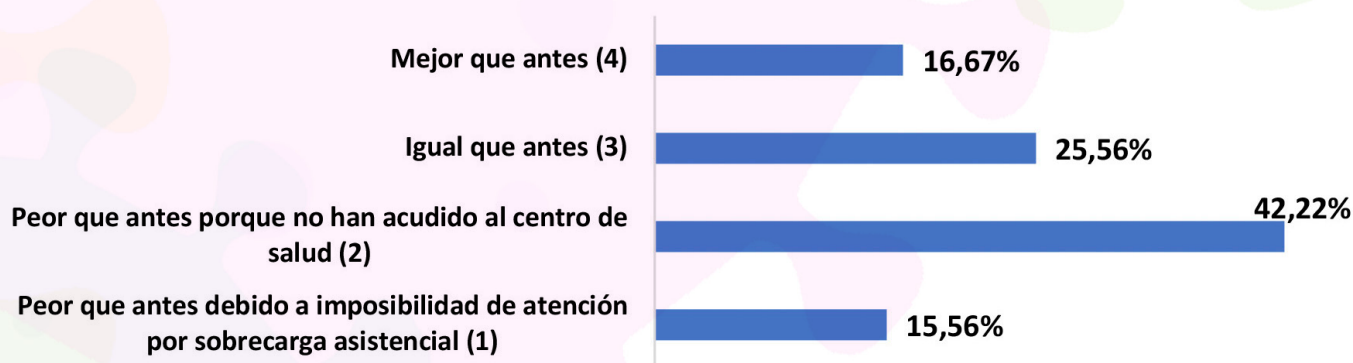 Mejor que antes (4)
16,67%
Igual que antes (3)
25,56%
Peor que antes porque no han acudido al centro de
salud (2)
42,22%
Peor que antes debido a imposibilidad de atención
por sobrecarga asistencial (1)
15,56%